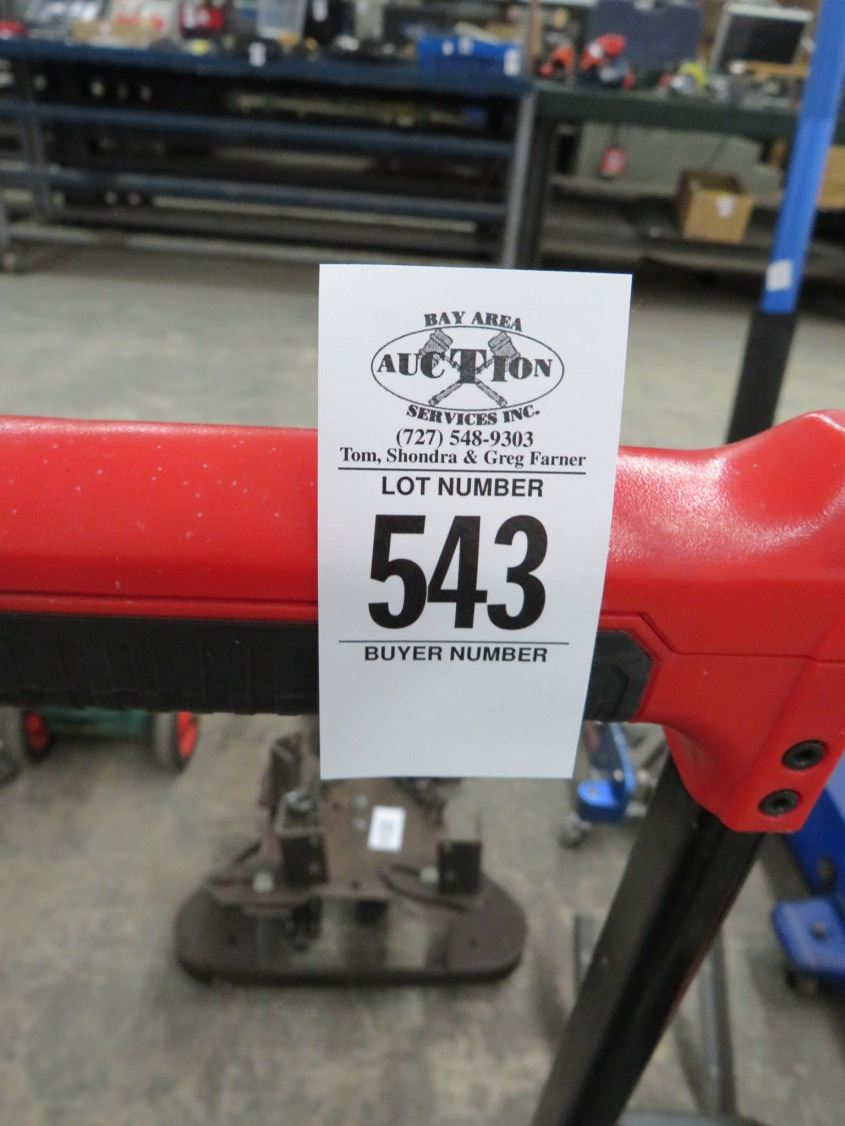 BAY AREA
AUCTION
SERVICES INC.
(727) 548-9303
Tom, Shondra & Greg Farner
LOT NUMBER
543
BUYER NUMBER